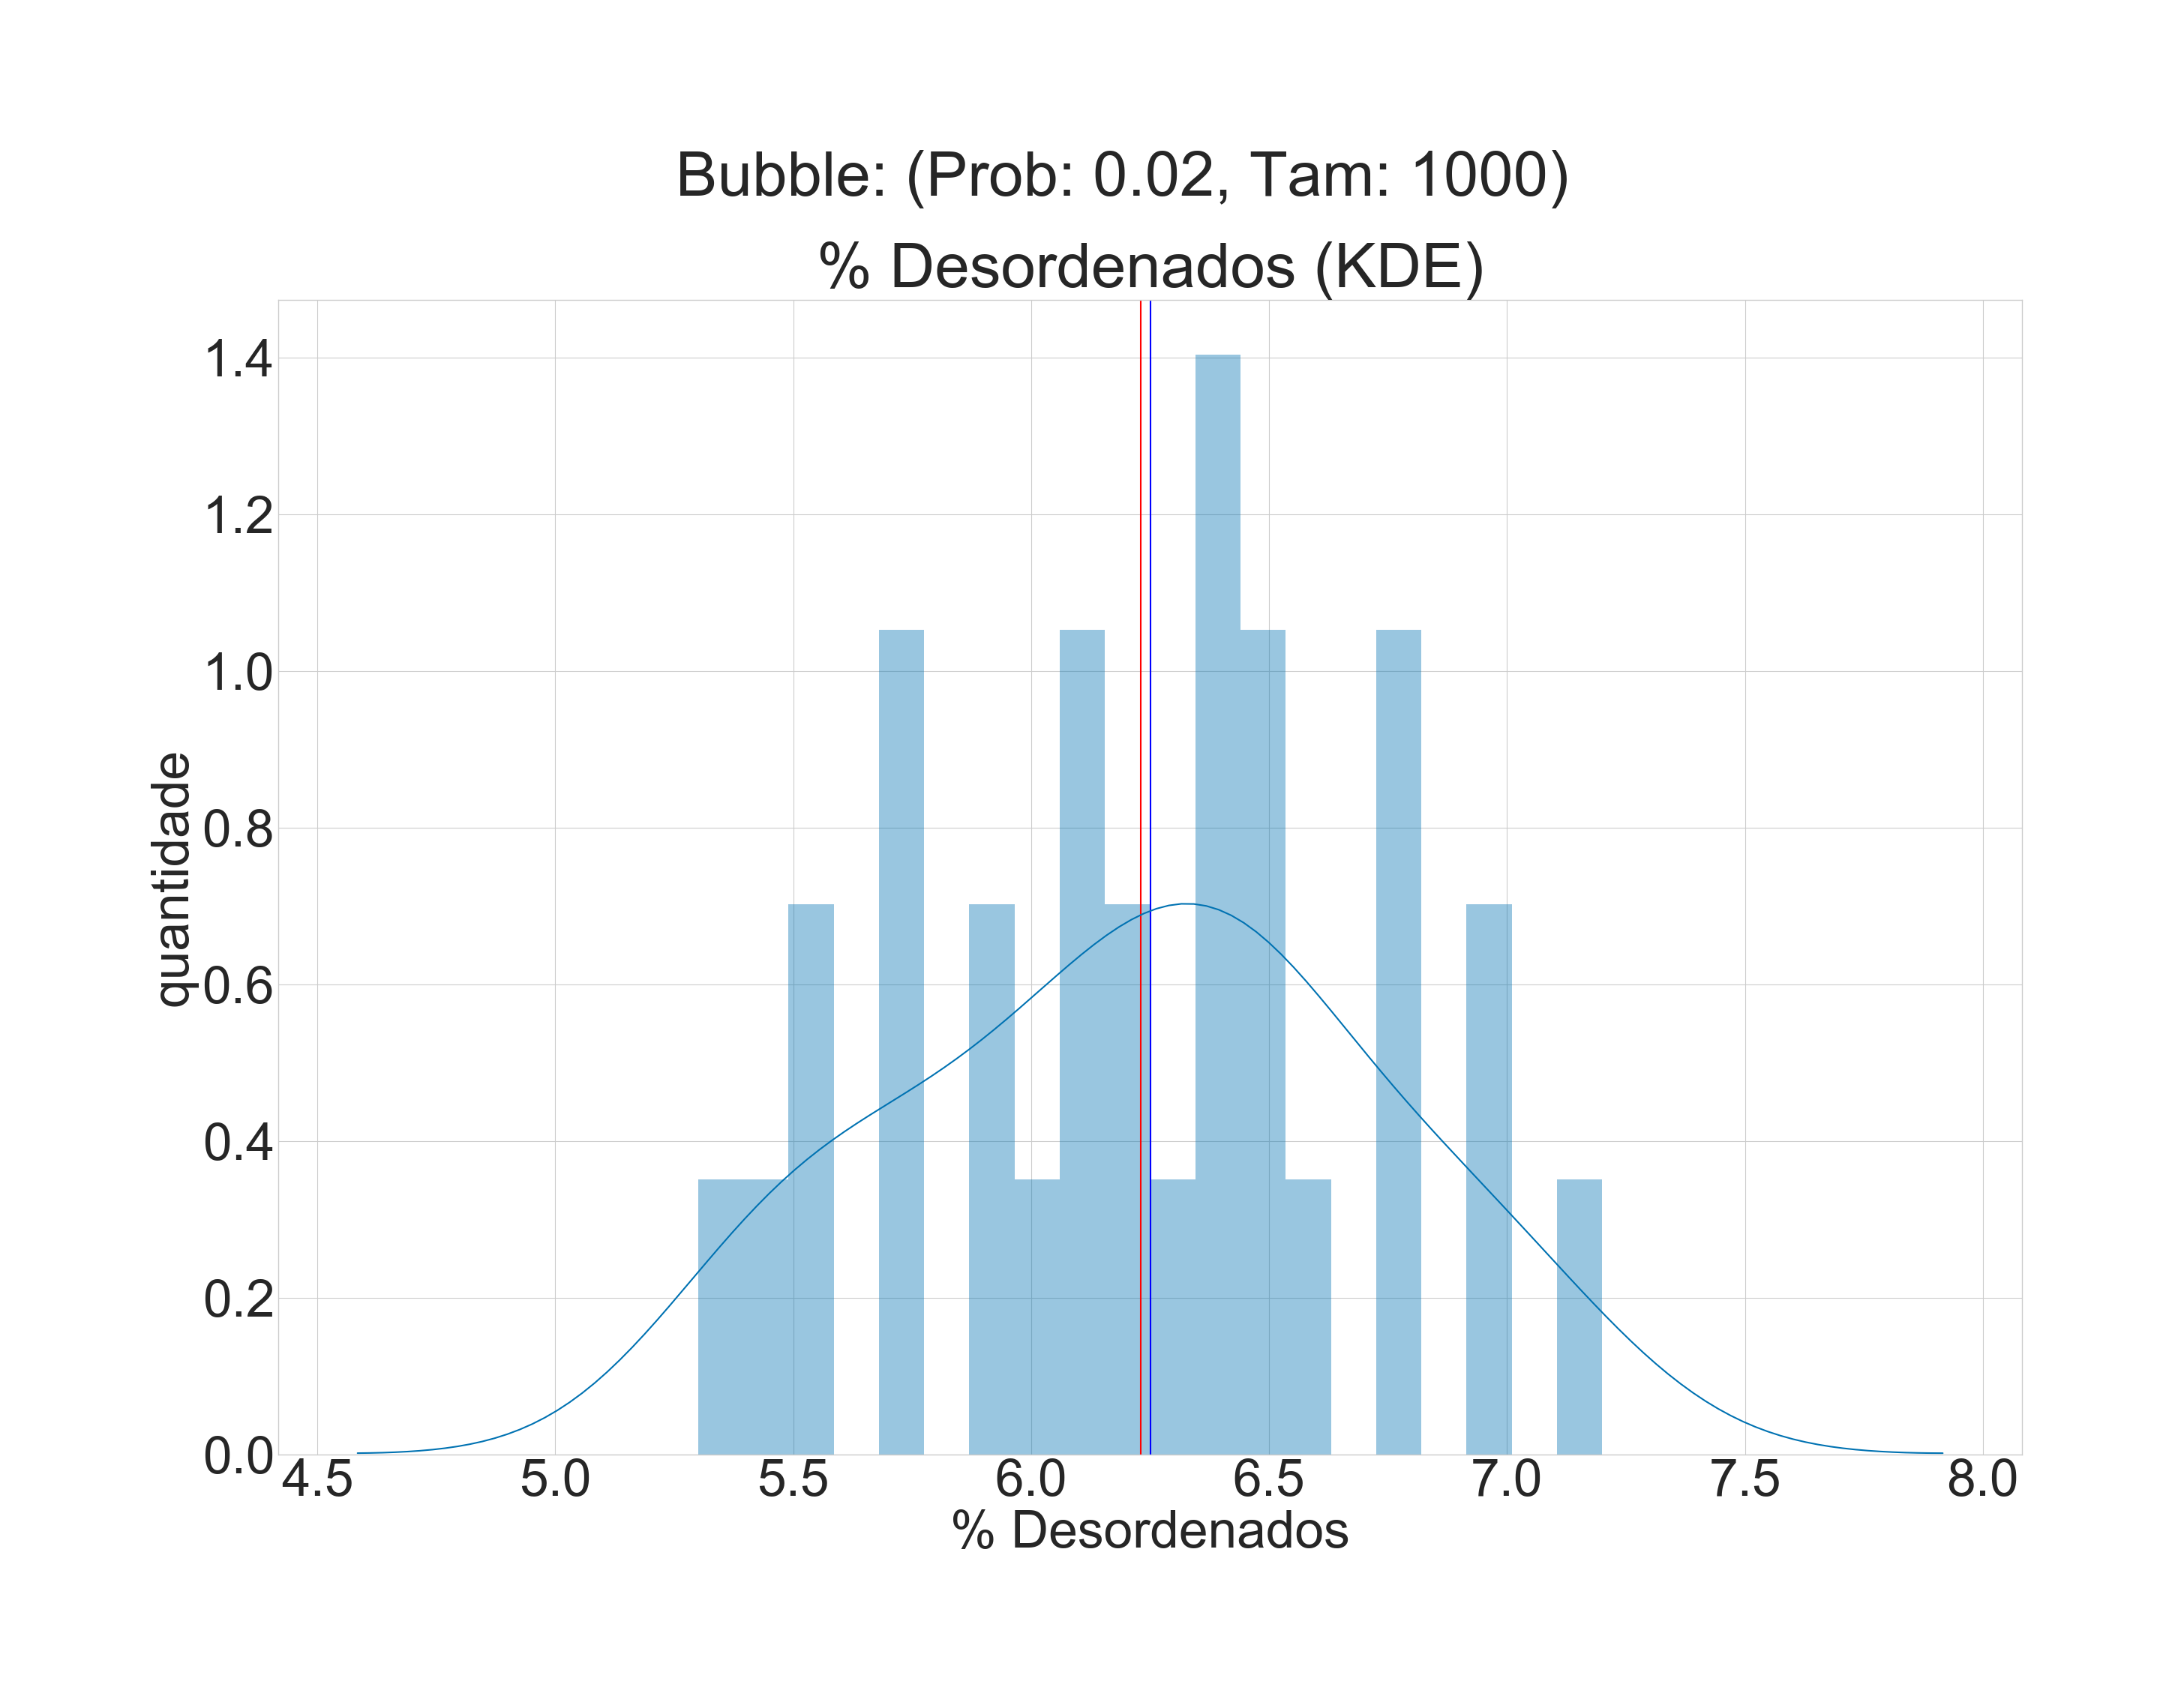 Bubble: (Prob: 0.02, Tam: 1000)
% Desordenados (KDE)
1.4
1.2
1.0
0.8
0.6
0.4
0.2
0.0
quantidade
4.5 5.0 5.5 6.0 6.5 7.0 7.5 8.0
% Desordenados